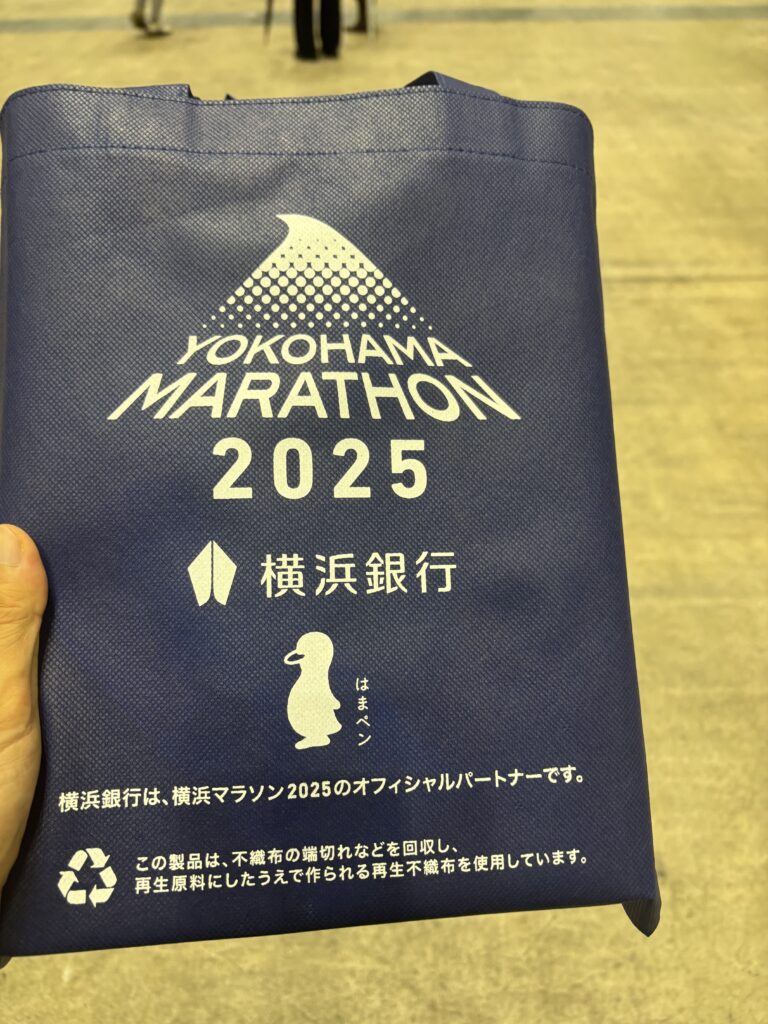 YOKOHAMA
MARATHON
2025
横浜銀行
はまペン
横浜銀行は、横浜マラソン2025のオフィシャルパートナーです。
この製品は、不織布の端切れなどを回収し、
再生原料にしたうえで作られる再生不織布を使用しています。